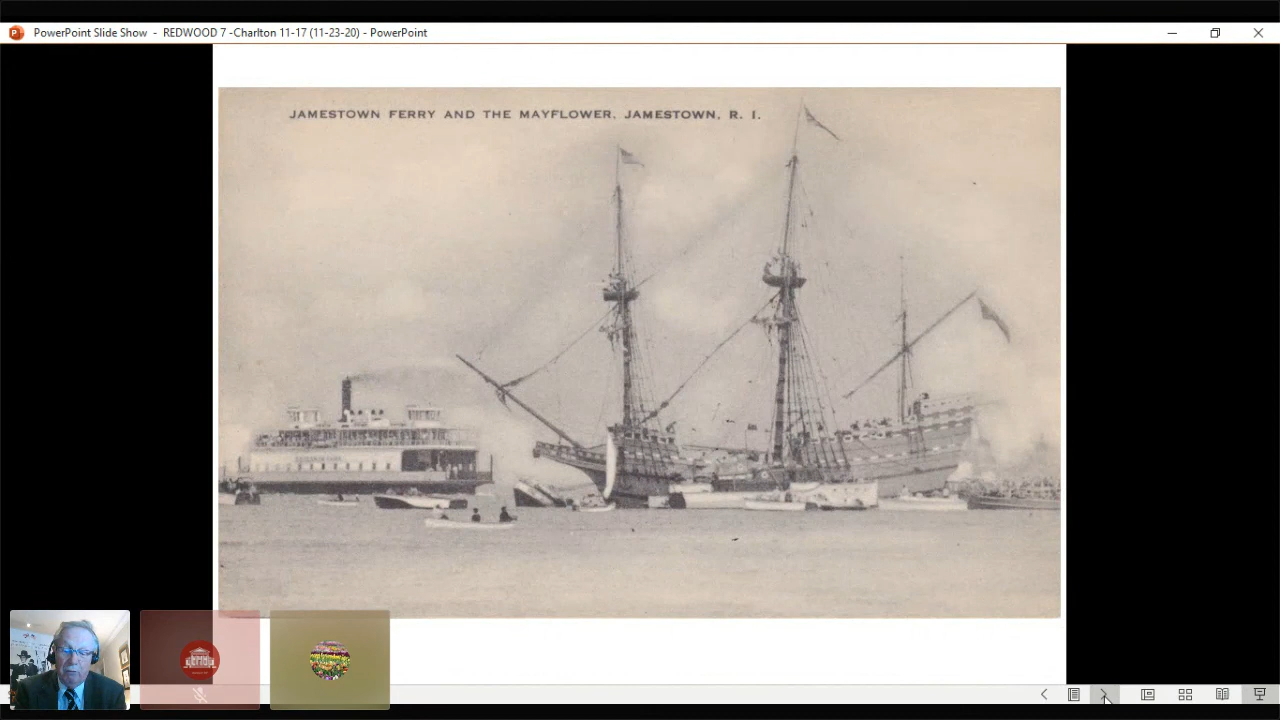 PowerPoint Slide Show - REDWOOD 7 -Charlton 11-17 (11-23-20) - PowerPoint
JAMESTOWN FERRY AND THE MAYFLOWER, JAMESTOWN, R. I.